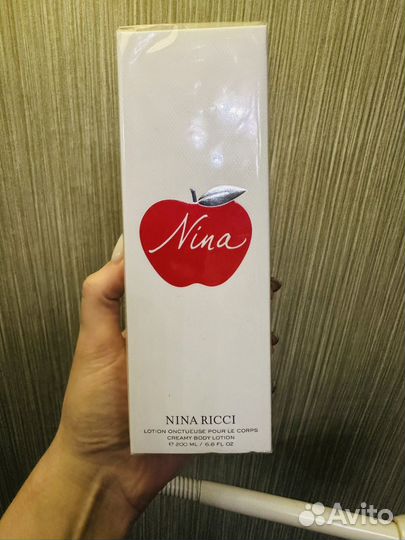 Nina
NINA RICCI
LOTION ONCTUEUSE POUR LE CORPS
CREAMY BODY LOTION
℮ 200 ML / 6.8 FL OZ
Avito